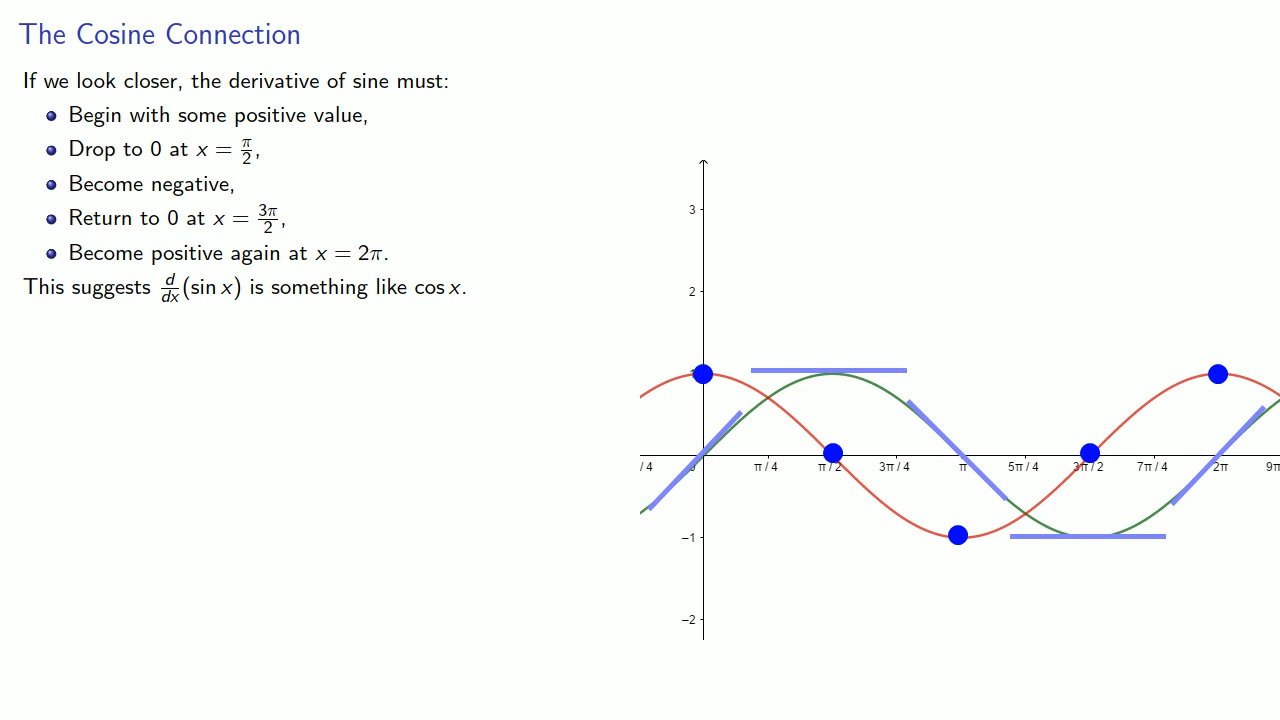 The Cosine Connection
If we look closer, the derivative of sine must:
Begin with some positive value,
Drop to 0 at x = π/2,
Become negative,
Return to 0 at x = 3π/2,
Become positive again at x = 2π.
This suggests d/dx(sin x) is something like cos x.
3
2
/ 4 0 π / 4 π / 2 3π / 4 π 5π / 4 3π / 2 7π / 4 2π 9π
−1
−2